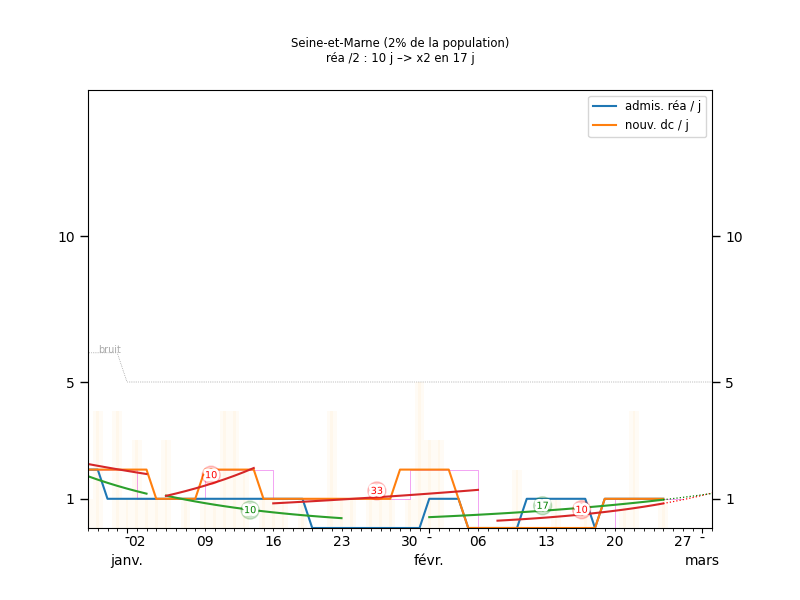 Seine-et-Marne (2% de la population)
réa /2 : 10 j –> x2 en 17 j
admis. réa / j
nouv. dc / j
10 10
bruit
5 5
10
33
10 17 10
1 1
02 09 16 23 30 06 13 20 27
janv. févr. mars